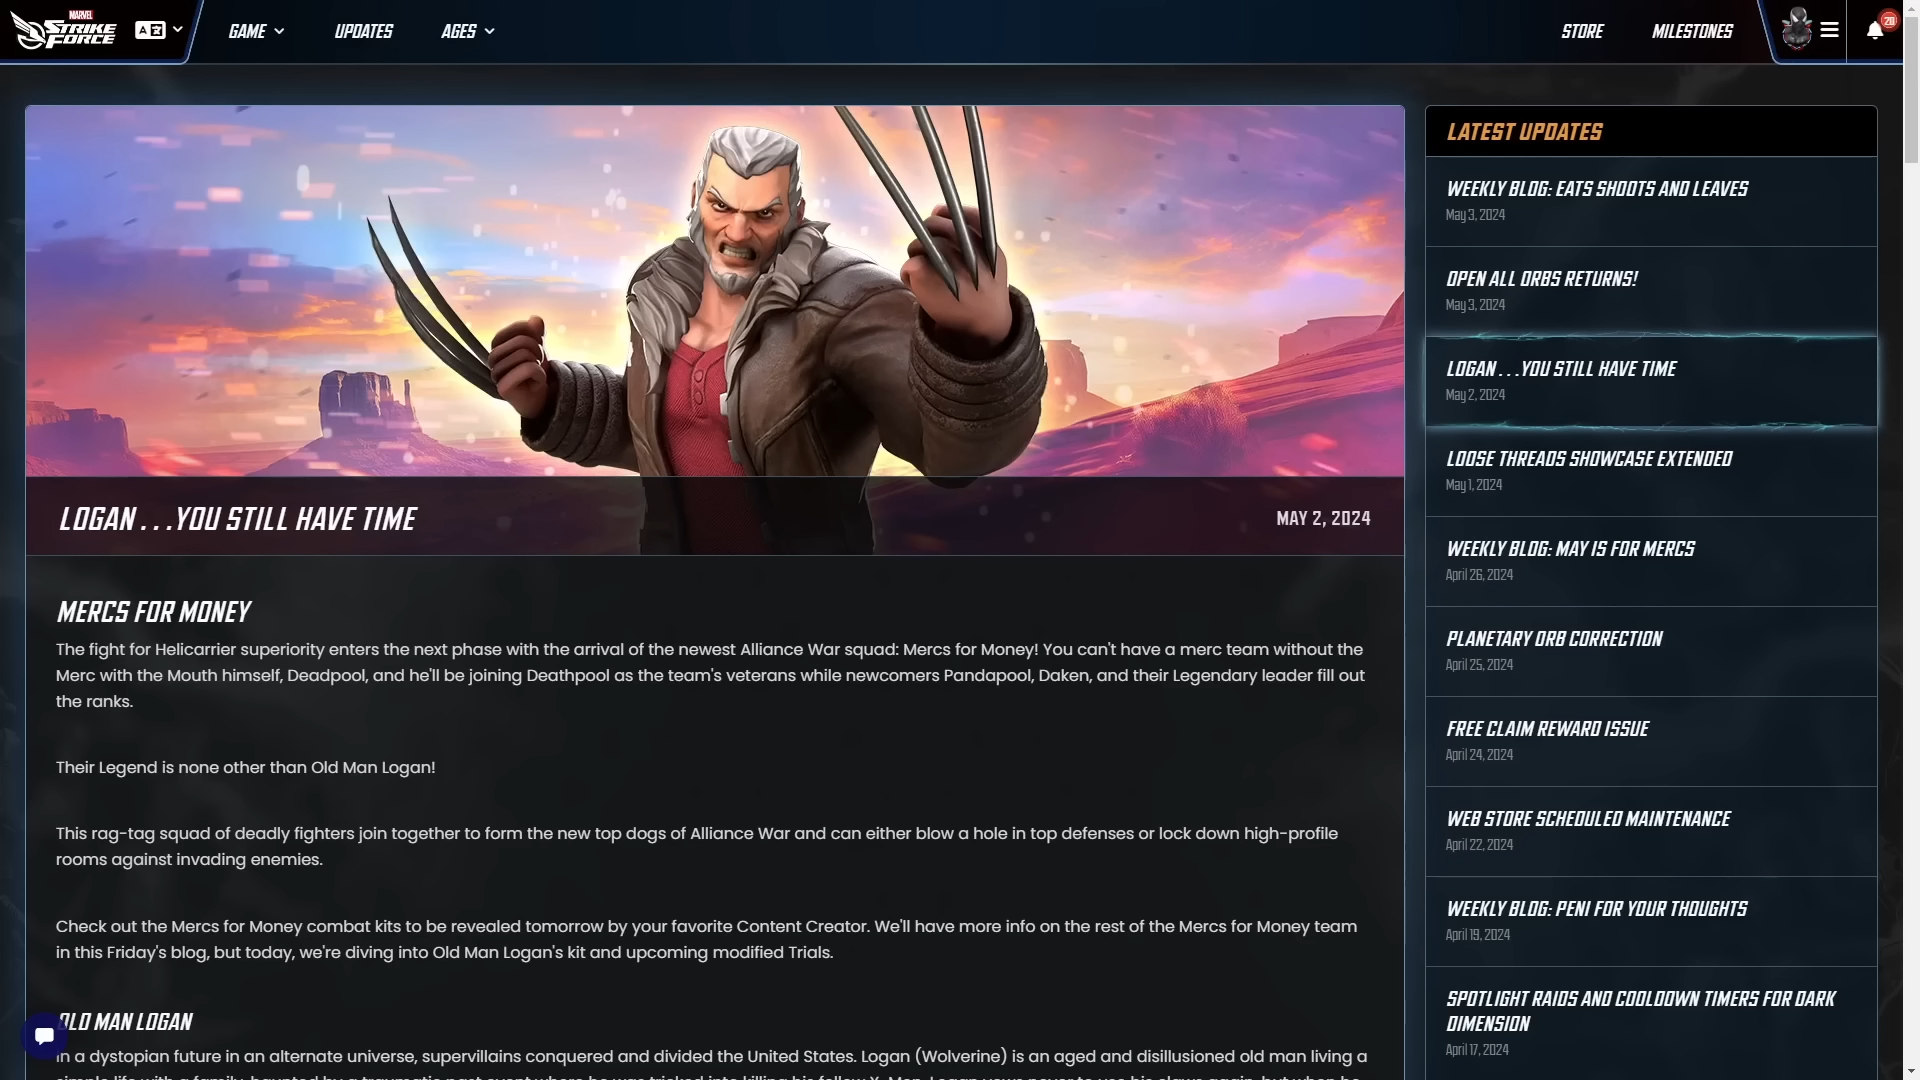 MARVEL
STRIKE
FORCE
A
GAME
UPDATES
AGES
STORE
MILESTONES
20
LOGAN . . .YOU STILL HAVE TIME
MAY 2, 2024
MERCS FOR MONEY
The fight for Helicarrier superiority enters the next phase with the arrival of the newest Alliance War squad: Mercs for Money! You can't have a merc team without the
Merc with the Mouth himself, Deadpool, and he'll be joining Deathpool as the team's veterans while newcomers Pandapool, Daken, and their Legendary leader fill out
the ranks.
Their Legend is none other than Old Man Logan!
This rag-tag squad of deadly fighters join together to form the new top dogs of Alliance War and can either blow a hole in top defenses or lock down high-profile
rooms against invading enemies.
Check out the Mercs for Money combat kits to be revealed tomorrow by your favorite Content Creator. We'll have more info on the rest of the Mercs for Money team
in this Friday's blog, but today, we're diving into Old Man Logan's kit and upcoming modified Trials.
OLD MAN LOGAN
In a dystopian future in an alternate universe, supervillains conquered and divided the United States. Logan (Wolverine) is an aged and disillusioned old man living a
LATEST UPDATES
WEEKLY BLOG: EATS SHOOTS AND LEAVES
May 3, 2024
OPEN ALL ORBS RETURNS!
May 3, 2024
LOGAN . . .YOU STILL HAVE TIME
May 2, 2024
LOOSE THREADS SHOWCASE EXTENDED
May 1, 2024
WEEKLY BLOG: MAY IS FOR MERCS
April 26, 2024
PLANETARY ORB CORRECTION
April 25, 2024
FREE CLAIM REWARD ISSUE
April 24, 2024
WEB STORE SCHEDULED MAINTENANCE
April 22, 2024
WEEKLY BLOG: PENI FOR YOUR THOUGHTS
April 19, 2024
SPOTLIGHT RAIDS AND COOLDOWN TIMERS FOR DARK
DIMENSION
April 17, 2024